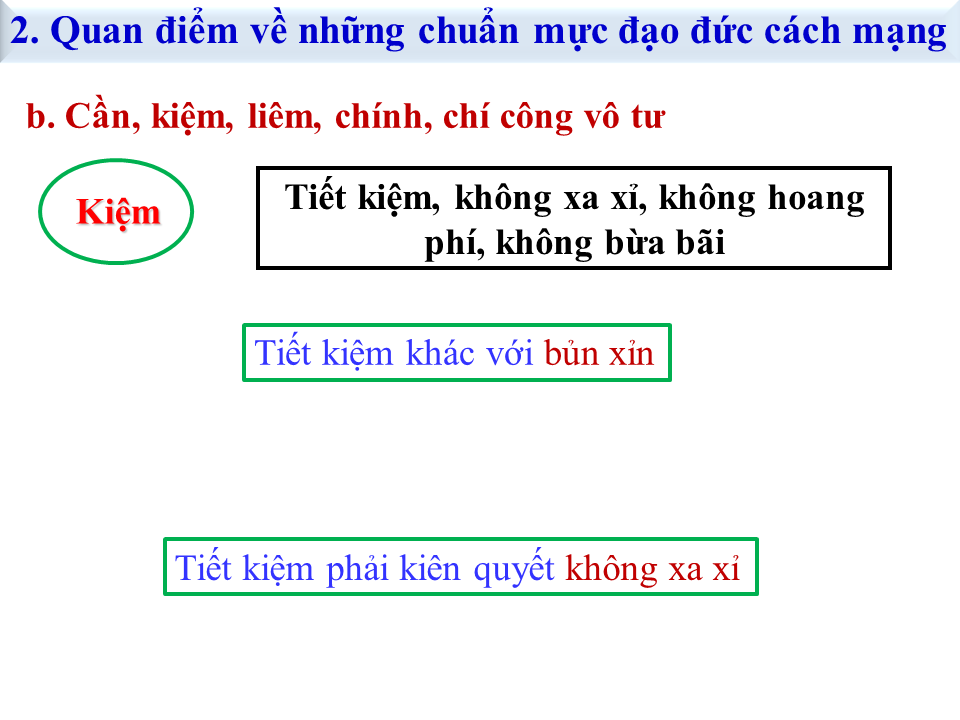 2. Quan điểm về những chuẩn mực đạo đức cách mạng
b. Cần, kiệm, liêm, chính, chí công vô tư
Kiệm
Tiết kiệm, không xa xỉ, không hoang
phí, không bừa bãi
Tiết kiệm khác với bủn xỉn
Tiết kiệm phải kiên quyết không xa xỉ